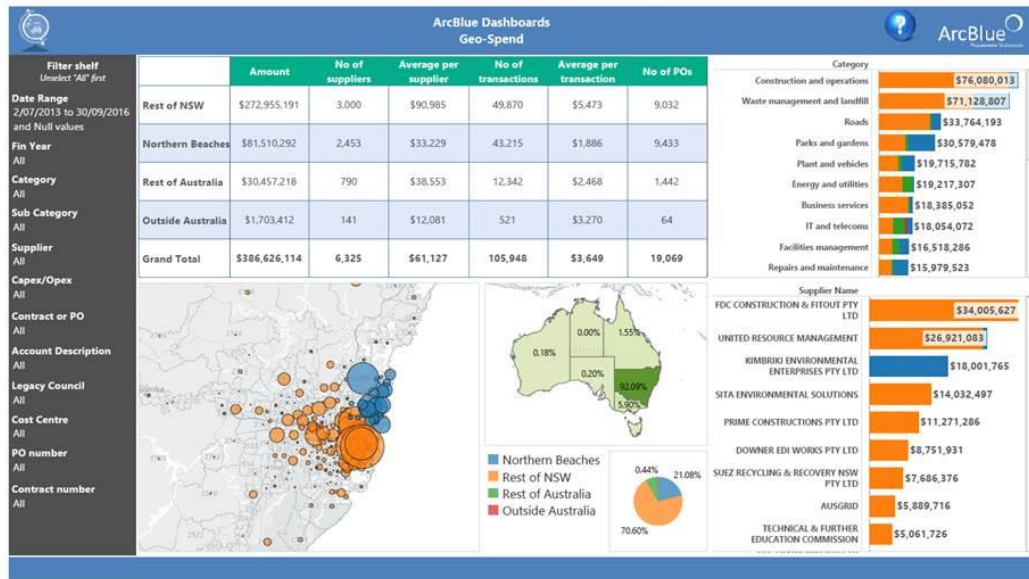 ArcBlue Dashboards
Geo-Spend
?
ArcBlue
Filter shelf
Unselect "All" first
Date Range
2/07/2013 to 30/09/2016
and Null values
Fin Year
All
Category
All
Sub Category
All
Supplier
All
Capex/Opex
All
Contract or PO
All
Account Description
All
Legacy Council
All
Cost Centre
All
PO number
All
Contract number
All
Amount No of suppliers Average per supplier No of transactions Average per transaction No of POs
Rest of NSW $272,955,191 3,000 $90,985 49,870 $5,473 9,032
Northern Beaches $81,510,292 2,453 $33,229 43,215 $1,886 9,433
Rest of Australia $30,457,218 790 $38,553 12,342 $2,468 1,442
Outside Australia $1,703,412 141 $12,081 521 $3,270 64
Grand Total $386,626,114 6,325 $61,127 105,948 $3,649 19,069
Category
Construction and operations $76,080,013
Waste management and landfill $71,128,807
Roads $33,764,193
Parks and gardens $30,579,478
Plant and vehicles $19,715,782
Energy and utilities $19,217,307
Business services $18,385,052
IT and telecoms $18,054,072
Facilities management $16,518,286
Repairs and maintenance $15,979,523
0.00%
1.55%
0.18%
0.20%
92.09%
5.90%
Northern Beaches
Rest of NSW
Rest of Australia
Outside Australia
0.44%
21.08%
70.60%
Supplier Name
FDC CONSTRUCTION & FITOUT PTY
LTD $34,005,627
UNITED RESOURCE MANAGEMENT $26,921,083
KIMBRIKI ENVIRONMENTAL
ENTERPRISES PTY LTD $18,001,765
SITA ENVIRONMENTAL SOLUTIONS $14,032,497
PRIME CONSTRUCTIONS PTY LTD $11,271,286
DOWNER EDI WORKS PTY LTD $8,751,931
SUEZ RECYCLING & RECOVERY NSW
PTY LTD $7,686,376
AUSGRID $5,889,716
TECHNICAL & FURTHER
EDUCATION COMMISSION $5,061,726